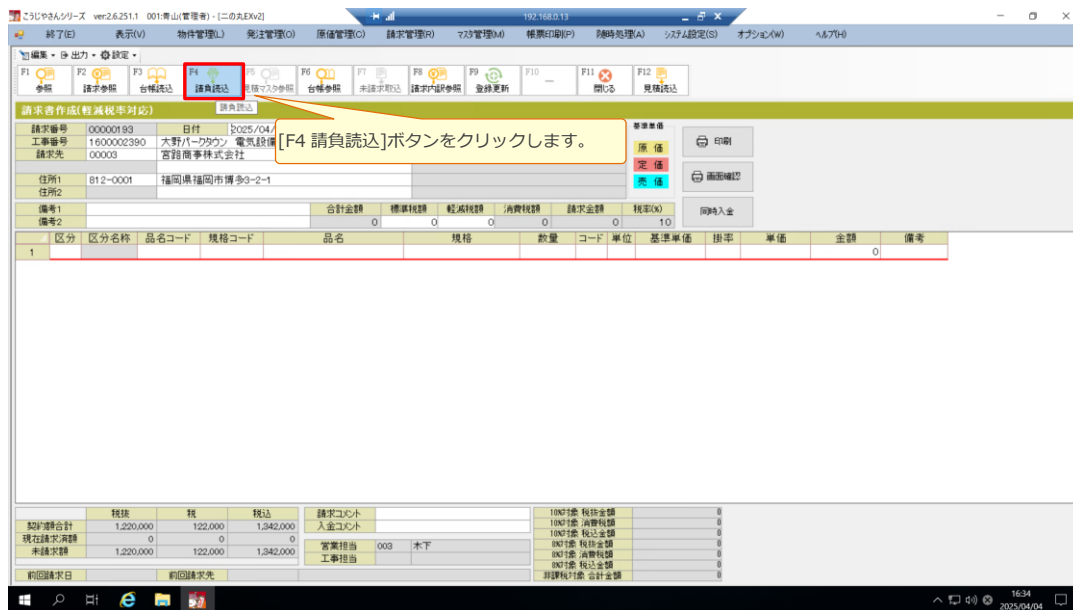 こうじやさんシリーズ ver:2.6.251.1 001:青山(管理者) - [二の丸EXv2]
192.168.0.13
終了(E) 表示(V) 物件管理(L) 発注管理(O) 原価管理(C) 請求管理(R) マスタ管理(M) 帳票印刷(P) 随時処理(A) システム設定(S) オプション(W) ヘルプ(H)
編集 出力 設定
F1 F2 F3 F4 F5 F6 F7 F8 F9 F10 F11 F12
参照 請求参照 台帳読込 請負読込 見積マスタ参照 台帳参照 未請求取込 請求内訳参照 登録更新 閉じる 見積読込
請求書作成(軽減税率対応)
請負読込
[F4 請負読込]ボタンをクリックします。
請求番号 00000193 日付 2025/04/
工事番号 1600002390 大野パークタウン 電気設備
請求先 00003 宮路商事株式会社
住所1 812-0001 福岡県福岡市博多3-2-1
住所2
基準単価
原 価
定 価
売 価
印刷
画面確認
同時入金
備考1 合計金額 標準税額 軽減税額 消費税額 請求金額 税率(%)
備考2 0 0 0 0 0 10
区分 区分名称 品名コード 規格コード 品名 規格 数量 コード 単位 基準単価 掛率 単価 金額 備考
1 0
税抜 税 税込
契約額合計 1,220,000 122,000 1,342,000
現在請求済額 0 0 0
未請求額 1,220,000 122,000 1,342,000
前回請求日 前回請求先
請求コメント
入金コメント
営業担当 003 木下
工事担当
10%対象 税抜金額 0
10%対象 消費税額 0
10%対象 税込金額 0
8%対象 税抜金額 0
8%対象 消費税額 0
8%対象 税込金額 0
非課税対象 合計金額 0
16:34
2025/04/04